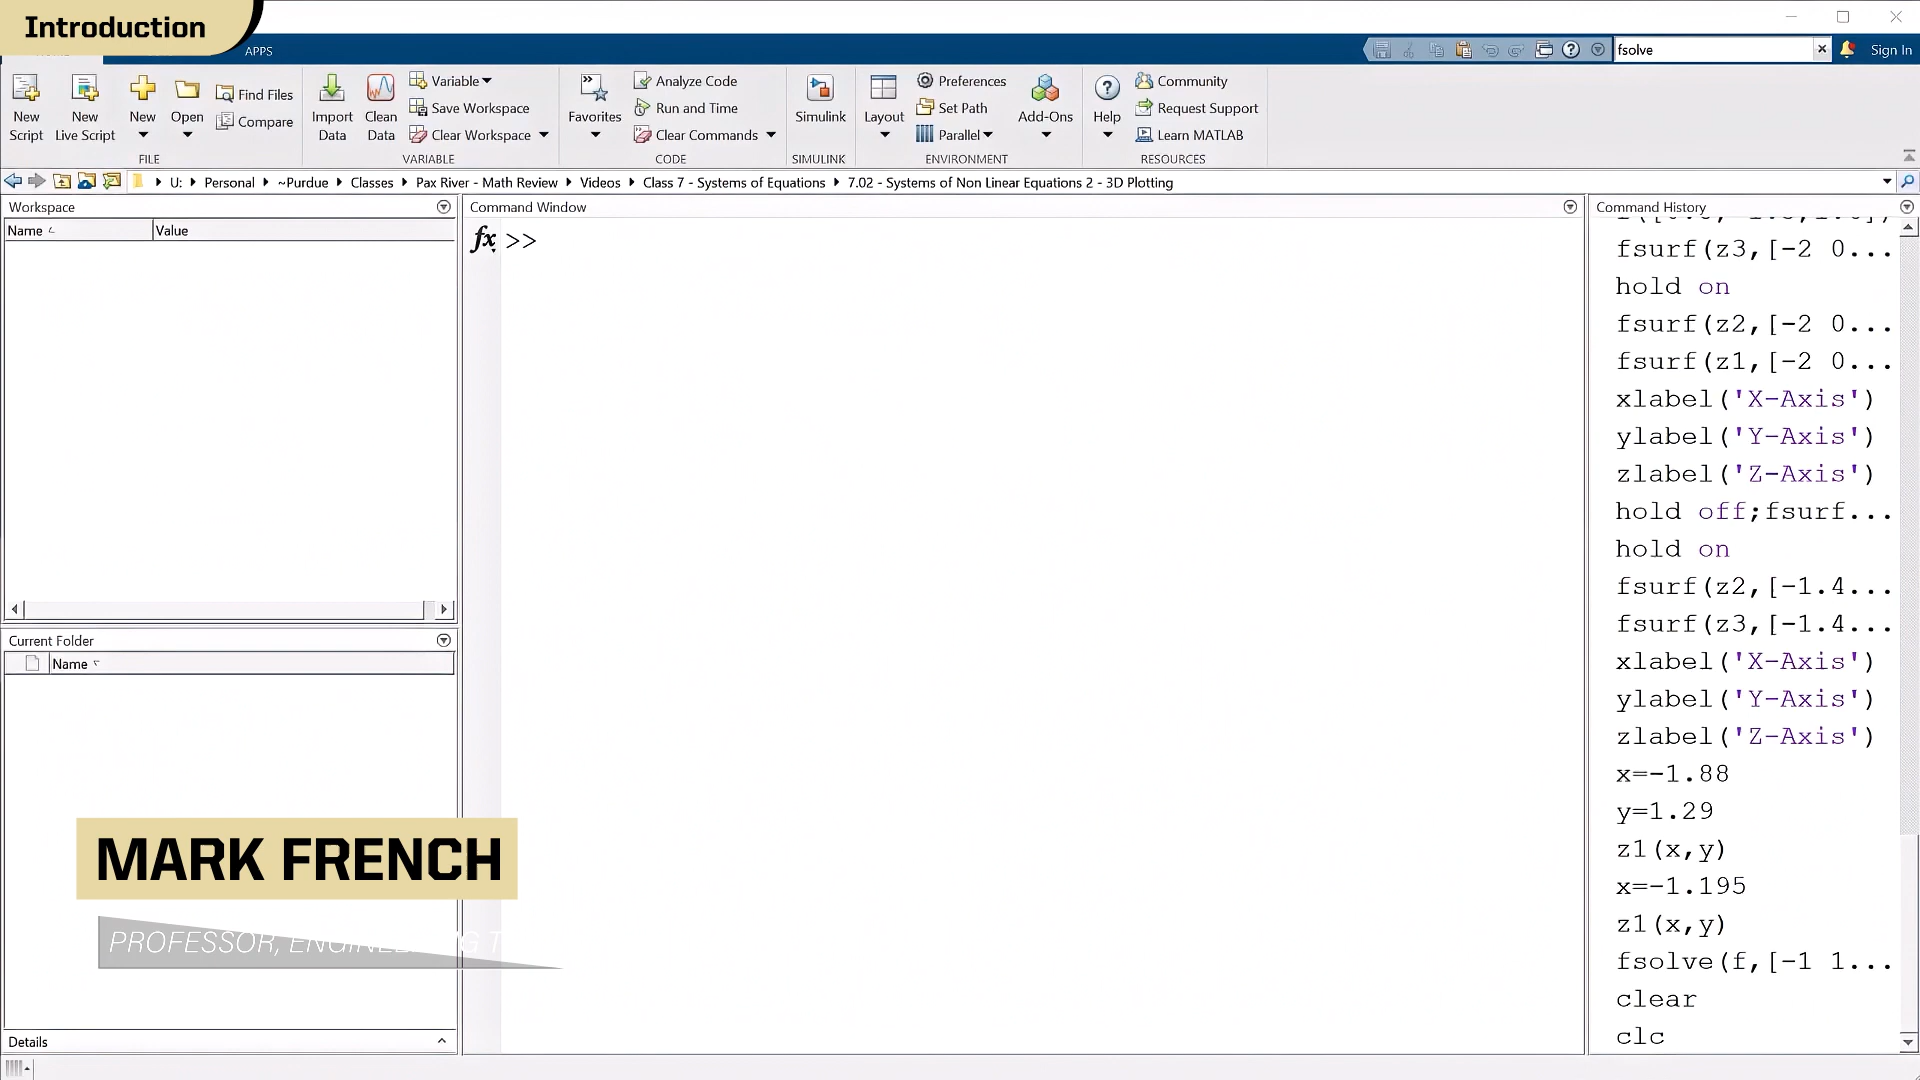 Introduction
APPS
fsolve
Sign In
New Script
New Live Script
New
Open
Find Files
Compare
FILE
Import Data
Clean Data
Variable
Save Workspace
Clear Workspace
VARIABLE
Favorites
Analyze Code
Run and Time
Clear Commands
CODE
Simulink
SIMULINK
Layout
Preferences
Set Path
Parallel
Add-Ons
ENVIRONMENT
Help
Community
Request Support
Learn MATLAB
RESOURCES
U: Personal ~Purdue Classes Pax River - Math Review Videos Class 7 - Systems of Equations 7.02 - Systems of Non Linear Equations 2 - 3D Plotting
Workspace
Name Value
Current Folder
Name
Details
Command Window
fx >>
Command History
fsurf(z3,[-2 0...
hold on
fsurf(z2,[-2 0...
fsurf(z1,[-2 0...
xlabel('X-Axis')
ylabel('Y-Axis')
zlabel('Z-Axis')
hold off;fsurf...
hold on
fsurf(z2,[-1.4...
fsurf(z3,[-1.4...
xlabel('X-Axis')
ylabel('Y-Axis')
zlabel('Z-Axis')
x=-1.88
y=1.29
z1(x,y)
x=-1.195
z1(x,y)
fsolve(f,[-1 1...
clear
clc
MARK FRENCH
PROFESSOR,